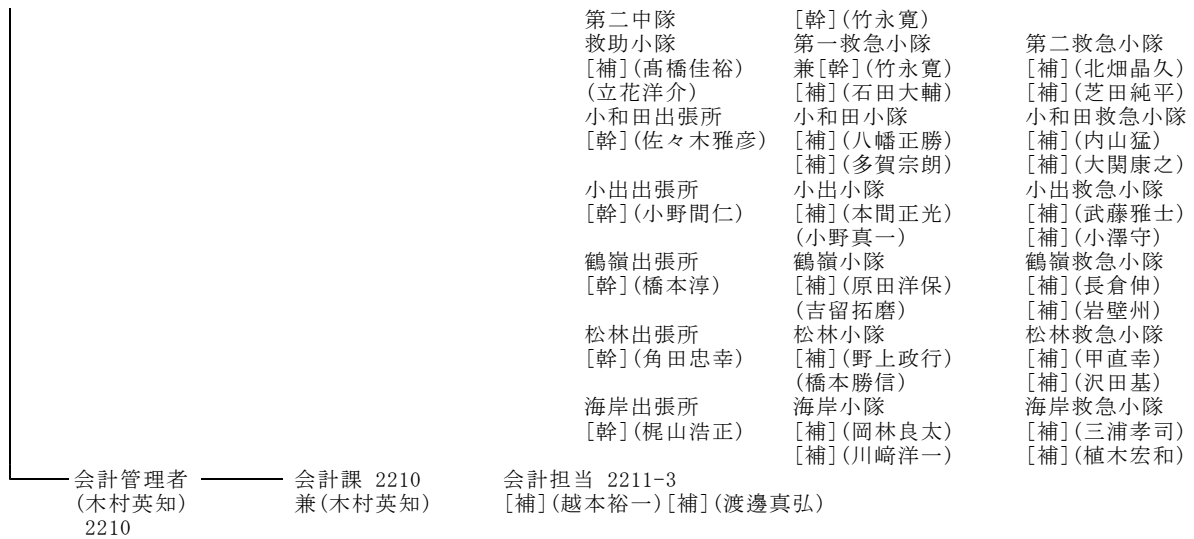 第二中隊 [幹](竹永寛)
救助小隊 第一救急小隊 第二救急小隊
[補](髙橋佳裕) 兼[幹](竹永寛) [補](北畑晶久)
(立花洋介) [補](石田大輔) [補](芝田純平)
小和田出張所 小和田小隊 小和田救急小隊
[幹](佐々木雅彦) [補](八幡正勝) [補](内山猛)
[補](多賀宗朗) [補](大関康之)
小出出張所 小出小隊 小出救急小隊
[幹](小野間仁) [補](本間正光) [補](武藤雅士)
(小野真一) [補](小澤守)
鶴嶺出張所 鶴嶺小隊 鶴嶺救急小隊
[幹](橋本淳) [補](原田洋保) [補](長倉伸)
(吉留拓磨) [補](岩壁州)
松林出張所 松林小隊 松林救急小隊
[幹](角田忠幸) [補](野上政行) [補](甲直幸)
(橋本勝信) [補](沢田基)
海岸出張所 海岸小隊 海岸救急小隊
[幹](梶山浩正) [補](岡林良太) [補](三浦孝司)
[補](川﨑洋一) [補](植木宏和)
会計管理者 会計課 2210 会計担当 2211-3
(木村英知) 兼(木村英知) [補](越本裕一)[補](渡邊真弘)
2210